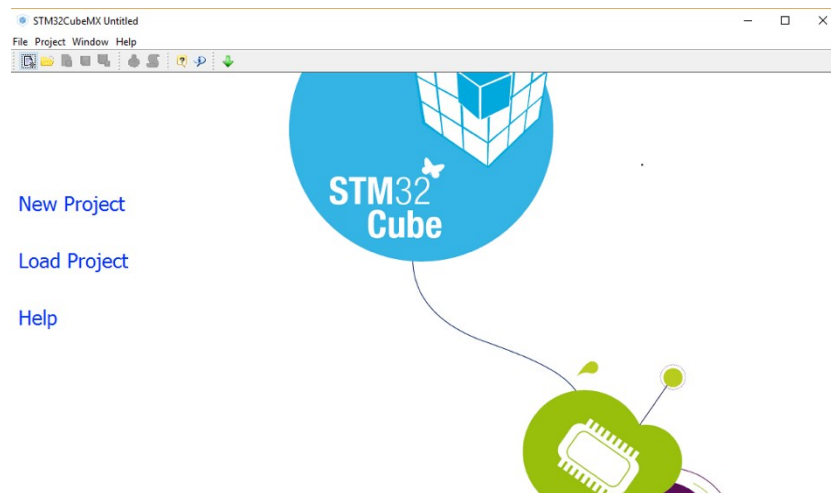 STM32CubeMX Untitled
File Project Window Help
STM32
Cube
New Project
Load Project
Help